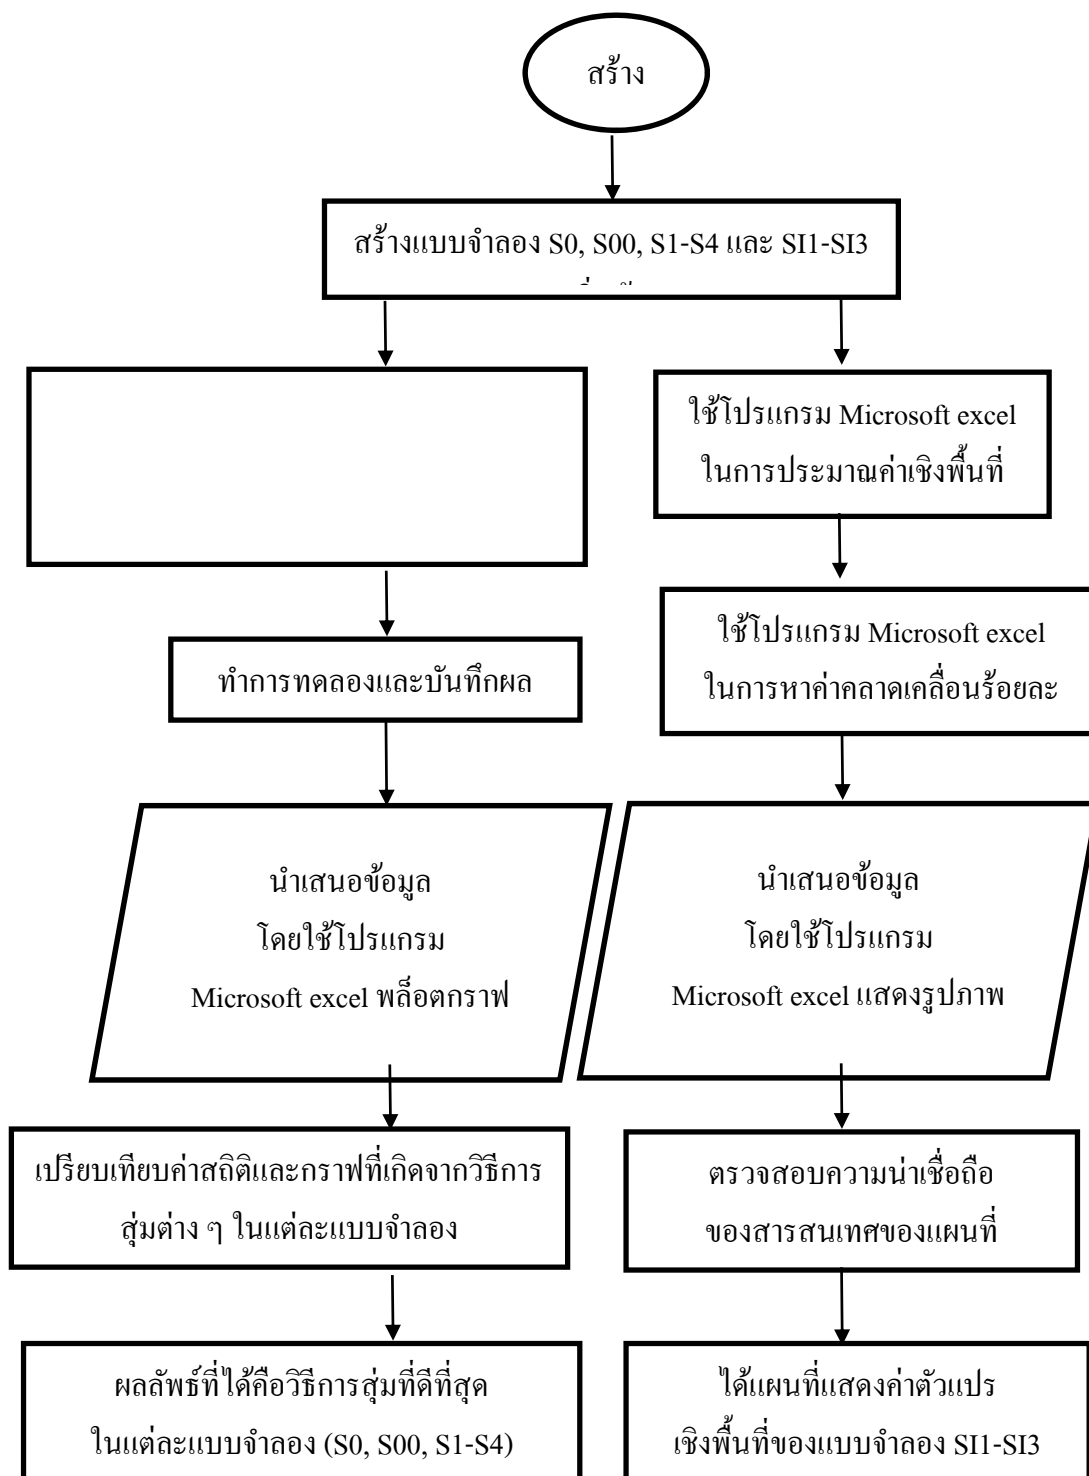 สร้าง
สร้างแบบจำลอง S0, S00, S1-S4 และ SI1-SI3
ใช้โปรแกรม Microsoft excel
ในการประมาณค่าเชิงพื้นที่
ใช้โปรแกรม Microsoft excel
ในการหาค่าคลาดเคลื่อนร้อยละ
ทำการทดลองและบันทึกผล
นำเสนอข้อมูล
โดยใช้โปรแกรม
Microsoft excel พล็อตกราฟ
นำเสนอข้อมูล
โดยใช้โปรแกรม
Microsoft excel แสดงรูปภาพ
เปรียบเทียบค่าสถิติและกราฟที่เกิดจากวิธีการ
สุ่มต่าง ๆ ในแต่ละแบบจำลอง
ตรวจสอบความน่าเชื่อถือ
ของสารสนเทศของแผนที่
ผลลัพธ์ที่ได้คือวิธีการสุ่มที่ดีที่สุด
ในแต่ละแบบจำลอง (S0, S00, S1-S4)
ได้แผนที่แสดงค่าตัวแปร
เชิงพื้นที่ของแบบจำลอง SI1-SI3